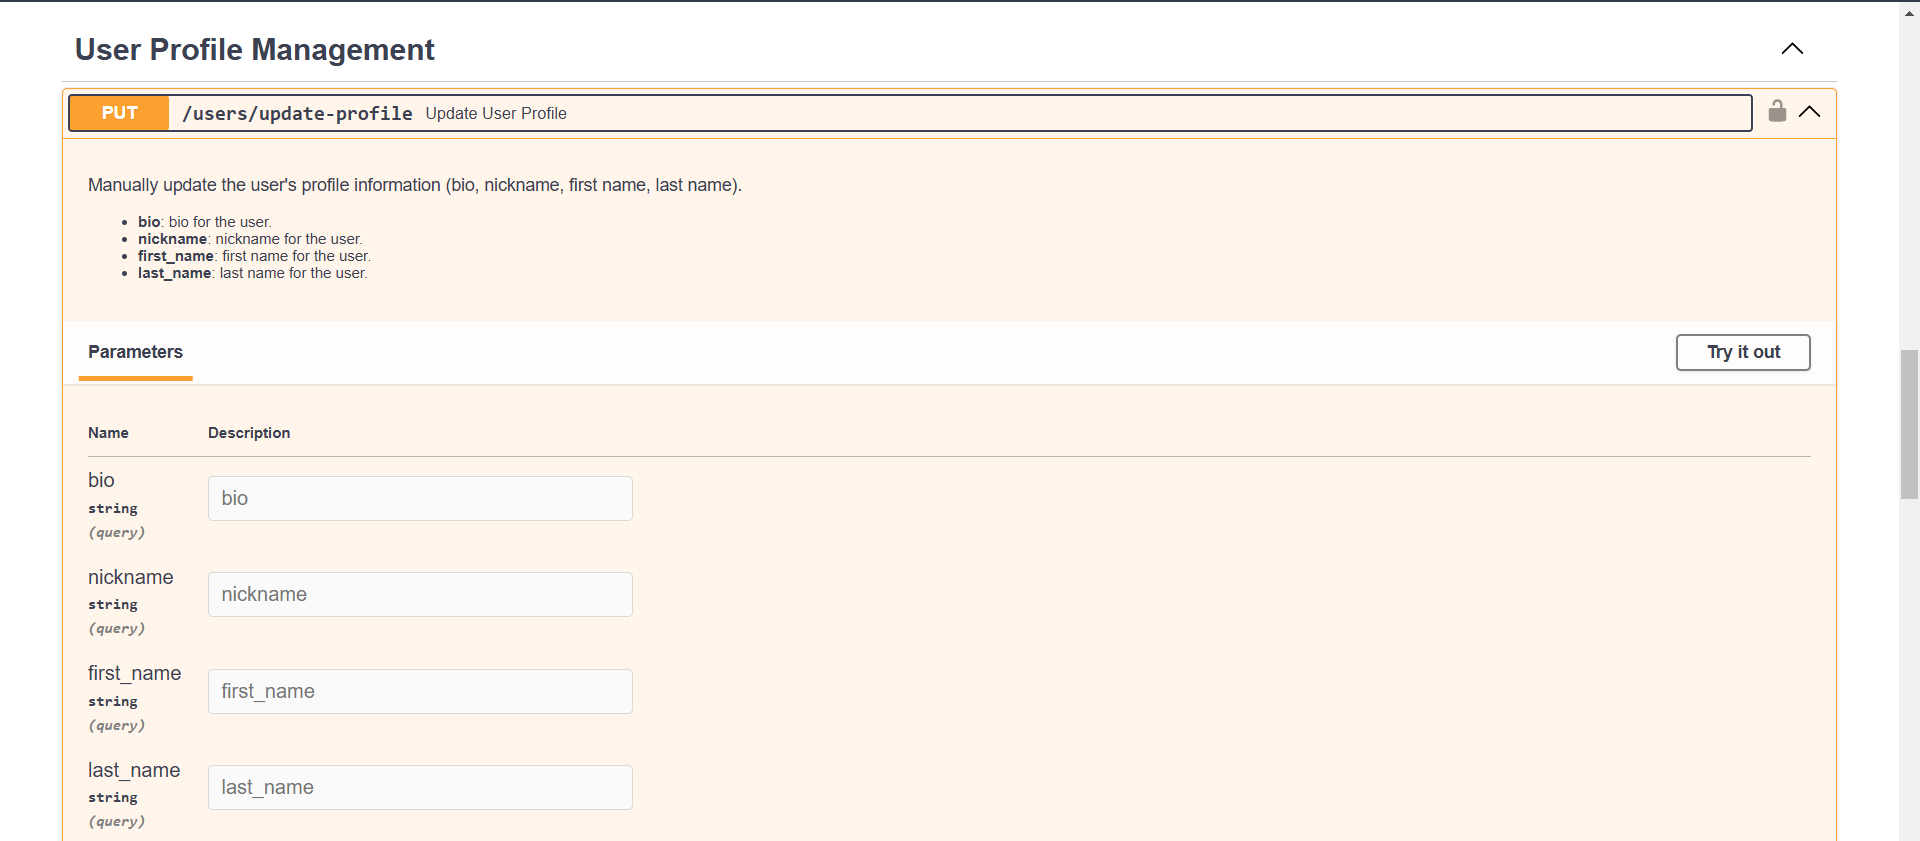 User Profile Management
PUT /users/update-profile Update User Profile
Manually update the user's profile information (bio, nickname, first name, last name).
bio: bio for the user.
nickname: nickname for the user.
first_name: first name for the user.
last_name: last name for the user.
Parameters Try it out
Name Description
bio
string
(query)
bio
nickname
string
(query)
nickname
first_name
string
(query)
first_name
last_name
string
(query)
last_name